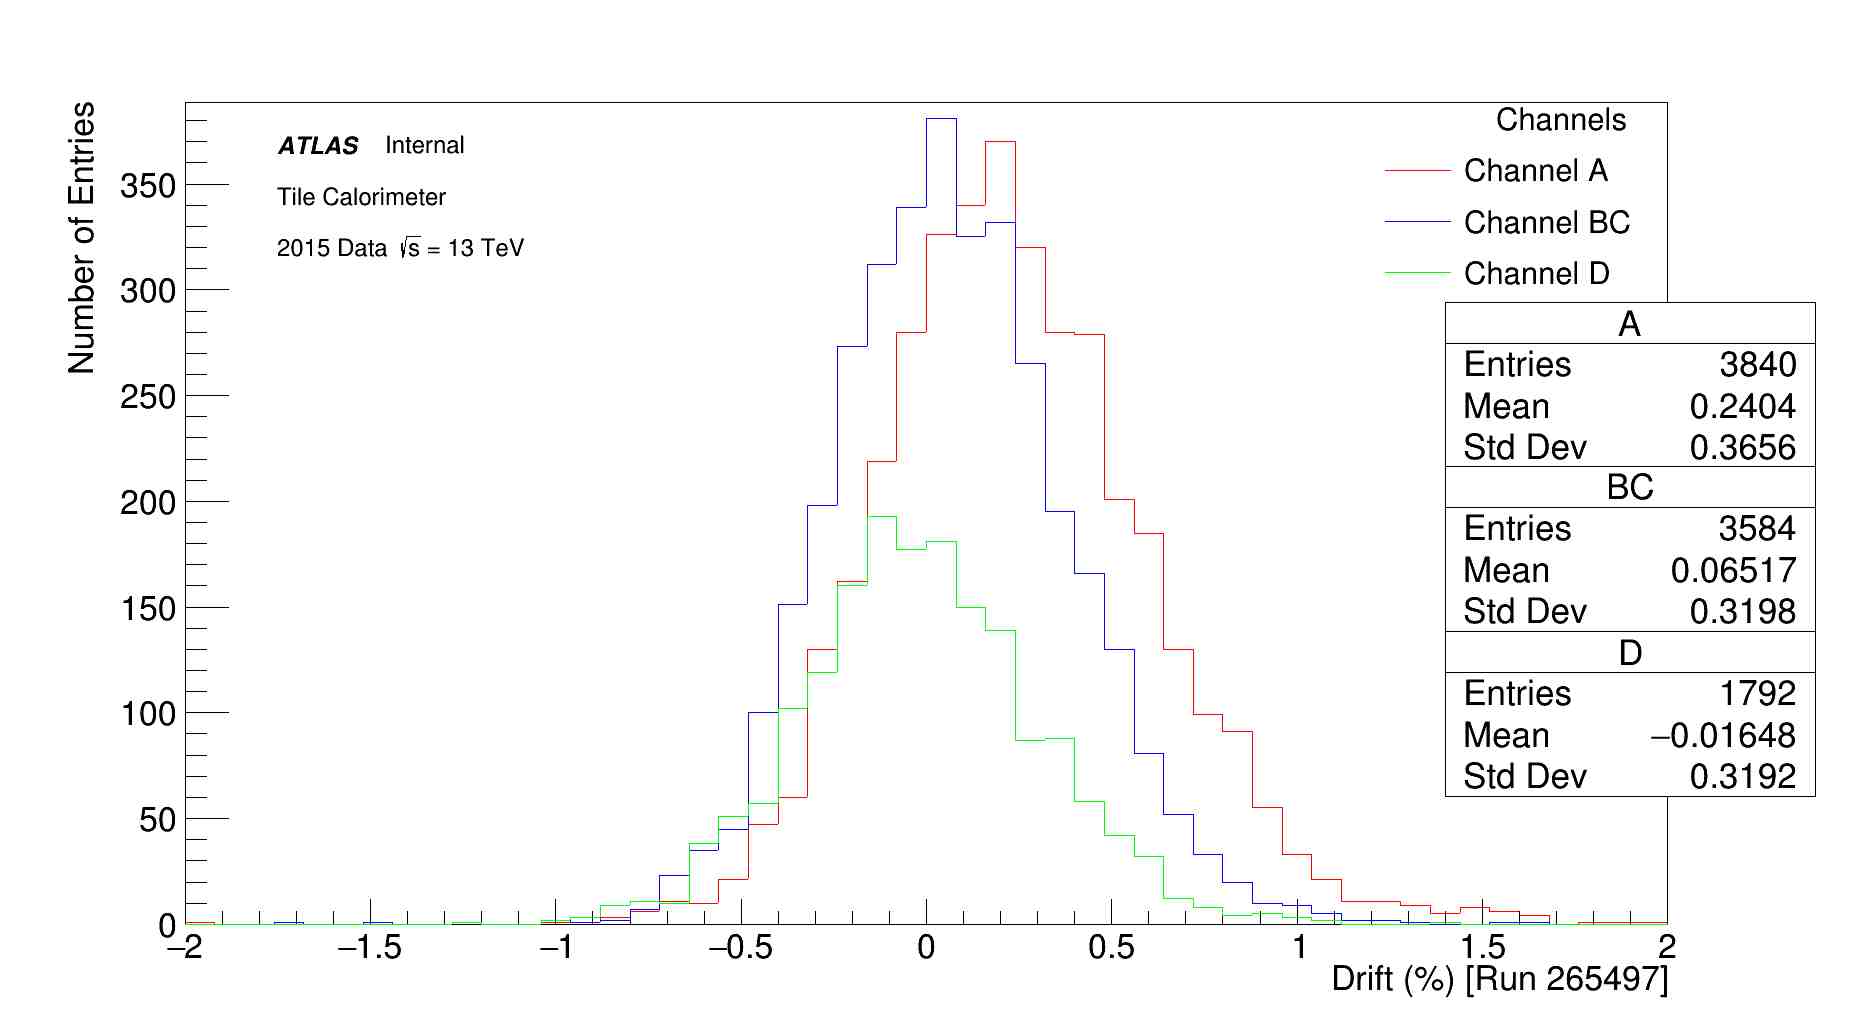 Number of Entries
ATLAS Internal
Tile Calorimeter
2015 Data √s = 13 TeV
Channels
Channel A
Channel BC
Channel D
A
Entries 3840
Mean 0.2404
Std Dev 0.3656
BC
Entries 3584
Mean 0.06517
Std Dev 0.3198
D
Entries 1792
Mean −0.01648
Std Dev 0.3192
350
300
250
200
150
100
50
0
−2 −1.5 −1 −0.5 0 0.5 1 1.5 2
Drift (%) [Run 265497]